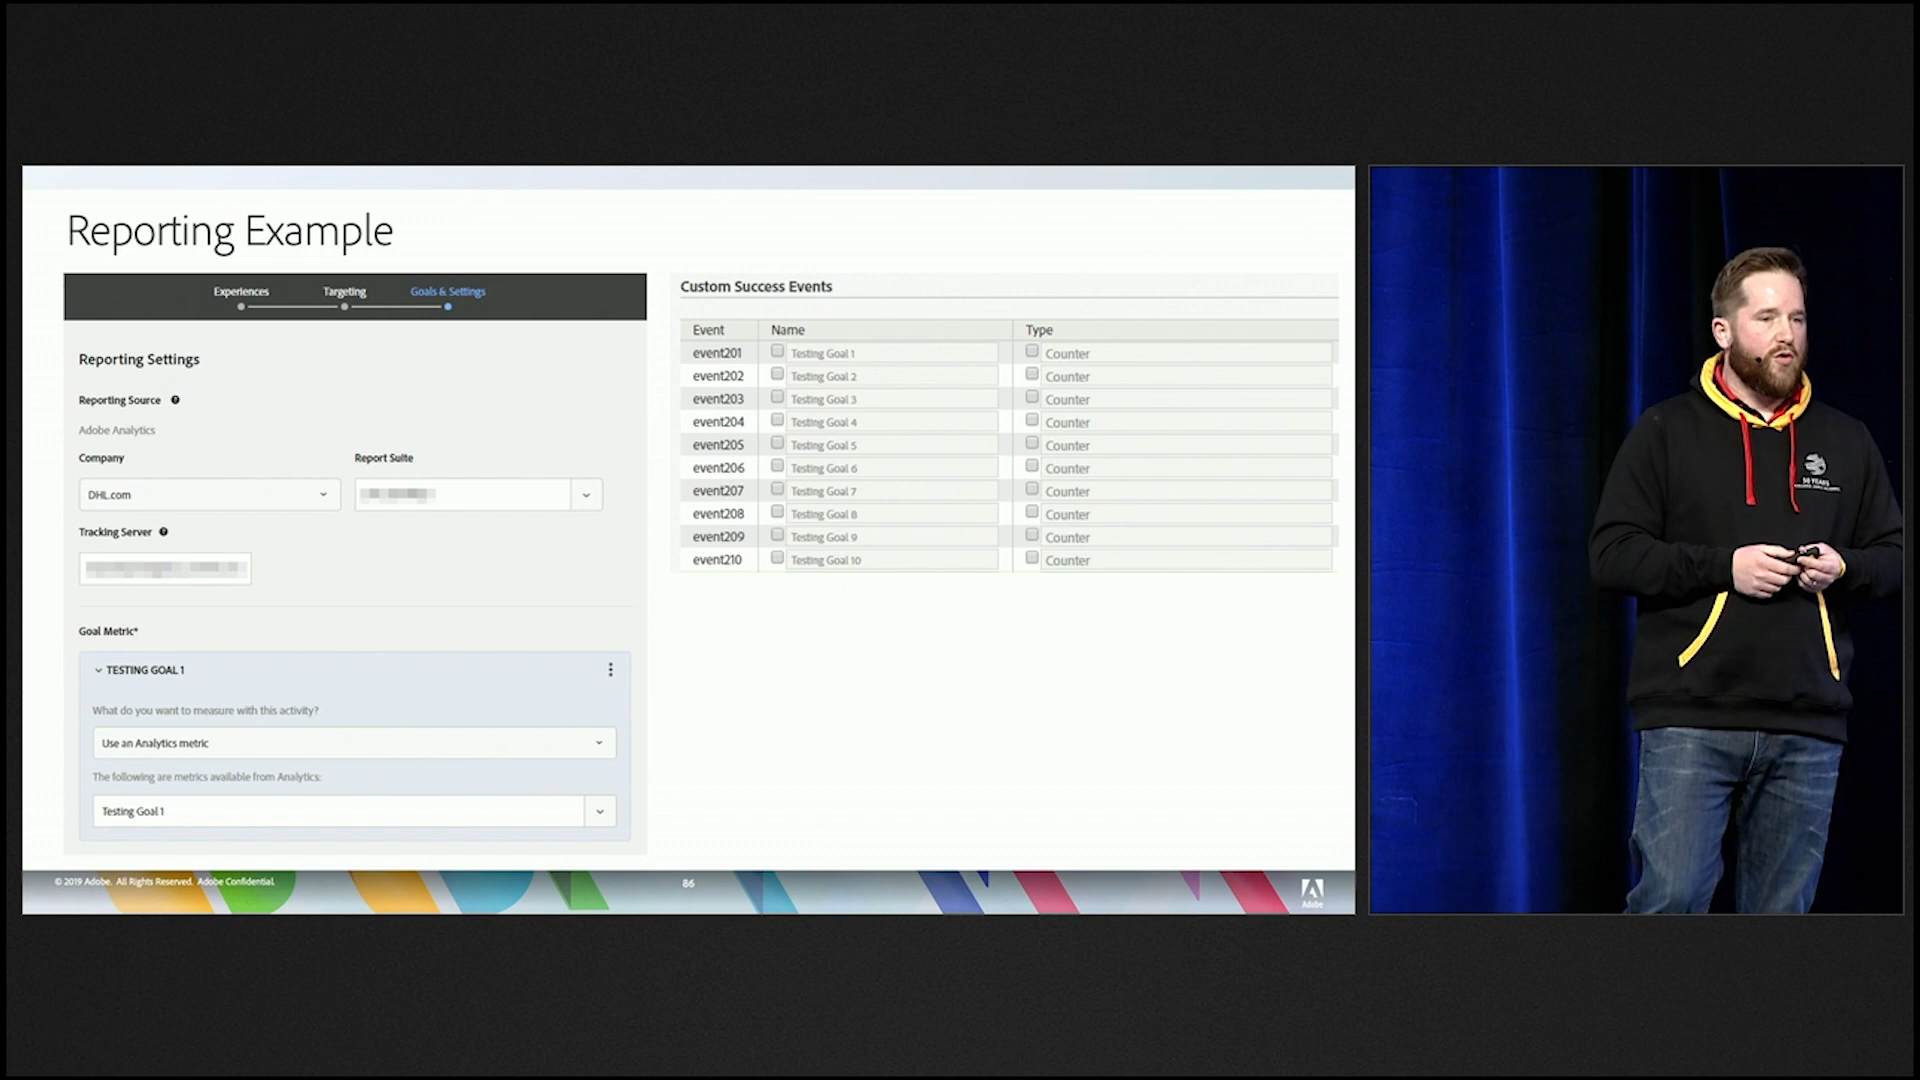 Reporting Example
Experiences Targeting Goals & Settings
Reporting Settings
Reporting Source
Adobe Analytics
Company Report Suite
DHL.com
Tracking Server
Goal Metric*
TESTING GOAL 1
What do you want to measure with this activity?
Use an Analytics metric
The following are metrics available from Analytics:
Testing Goal 1
Custom Success Events
Event Name Type
event201 Testing Goal 1 Counter
event202 Testing Goal 2 Counter
event203 Testing Goal 3 Counter
event204 Testing Goal 4 Counter
event205 Testing Goal 5 Counter
event206 Testing Goal 6 Counter
event207 Testing Goal 7 Counter
event208 Testing Goal 8 Counter
event209 Testing Goal 9 Counter
event210 Testing Goal 10 Counter
© 2019 Adobe. All Rights Reserved. Adobe Confidential.
86
Adobe
50 YEARS